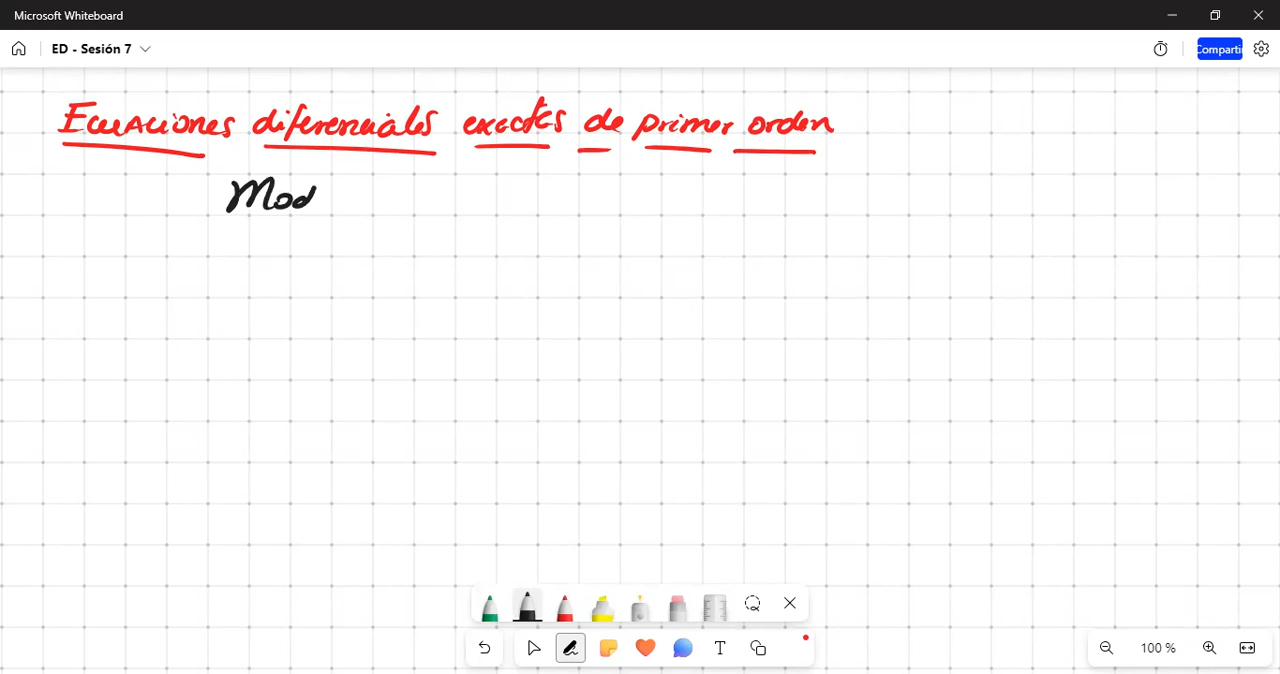 Microsoft Whiteboard
ED - Sesión 7
Compartir
Ecuaciones diferenciales exactas de primer orden
Mod
100 %